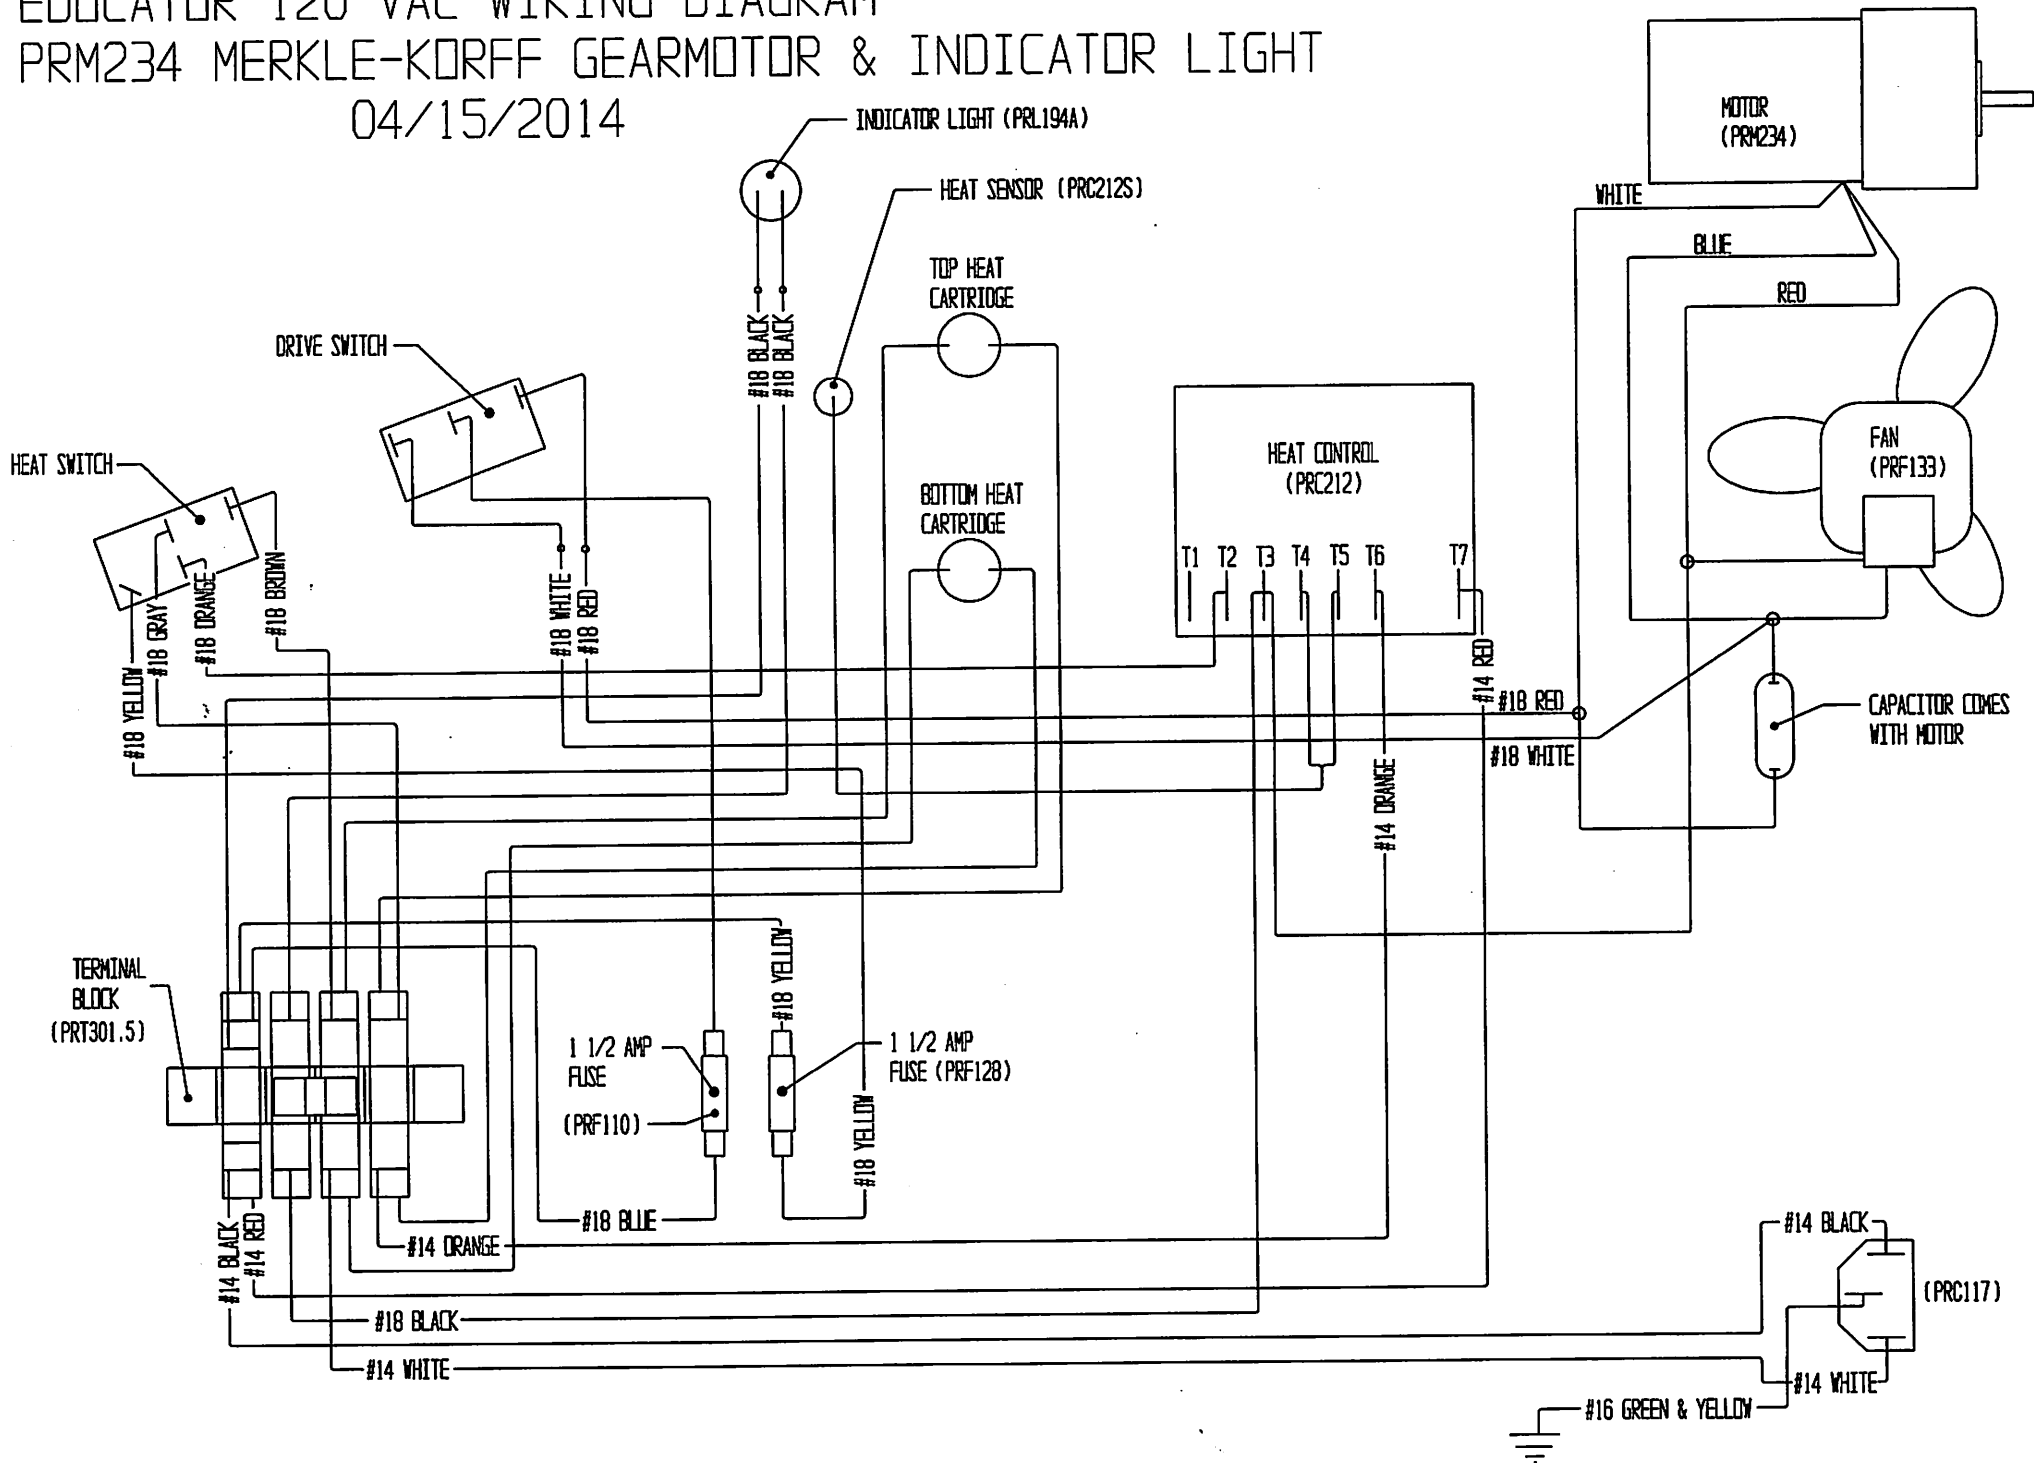 EDUCATOR 120 VAC WIRING DIAGRAM
PRM234 MERKLE-KORFF GEARMOTOR & INDICATOR LIGHT
04/15/2014
INDICATOR LIGHT (PRL194A)
HEAT SENSOR (PRC212S)
MOTOR
(PRM234)
WHITE
BLUE
RED
TOP HEAT
CARTRIDGE
#18 BLACK
#18 BLACK
DRIVE SWITCH
HEAT SWITCH
BOTTOM HEAT
CARTRIDGE
HEAT CONTROL
(PRC212)
T1 T2 T3 T4 T5 T6 T7
FAN
(PRF133)
#18 YELLOW
#18 GRAY
#18 ORANGE
#18 BROWN
#18 WHITE
#18 RED
#14 RED
#18 RED
#18 WHITE
#14 ORANGE
CAPACITOR COMES
WITH MOTOR
TERMINAL
BLOCK
(PRT301.5)
#18 YELLOW
1 1/2 AMP
FUSE
(PRF110)
1 1/2 AMP
FUSE (PRF128)
#18 YELLOW
#18 BLUE
#14 ORANGE
#14 BLACK
#14 RED
#18 BLACK
#14 WHITE
#14 BLACK
(PRC117)
#14 WHITE
#16 GREEN & YELLOW